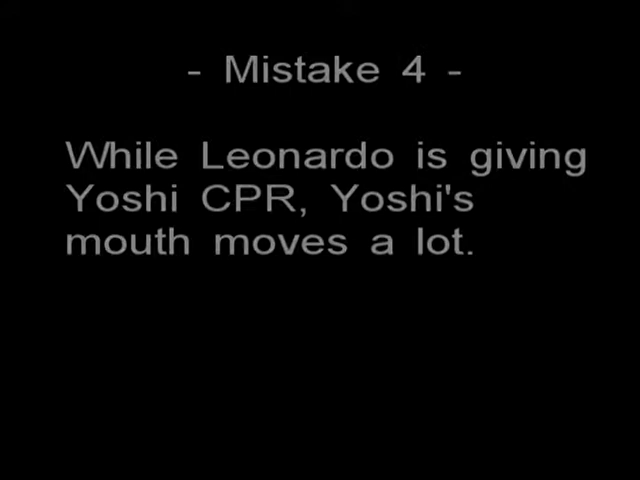 - Mistake 4 -
While Leonardo is giving
Yoshi CPR, Yoshi's
mouth moves a lot.